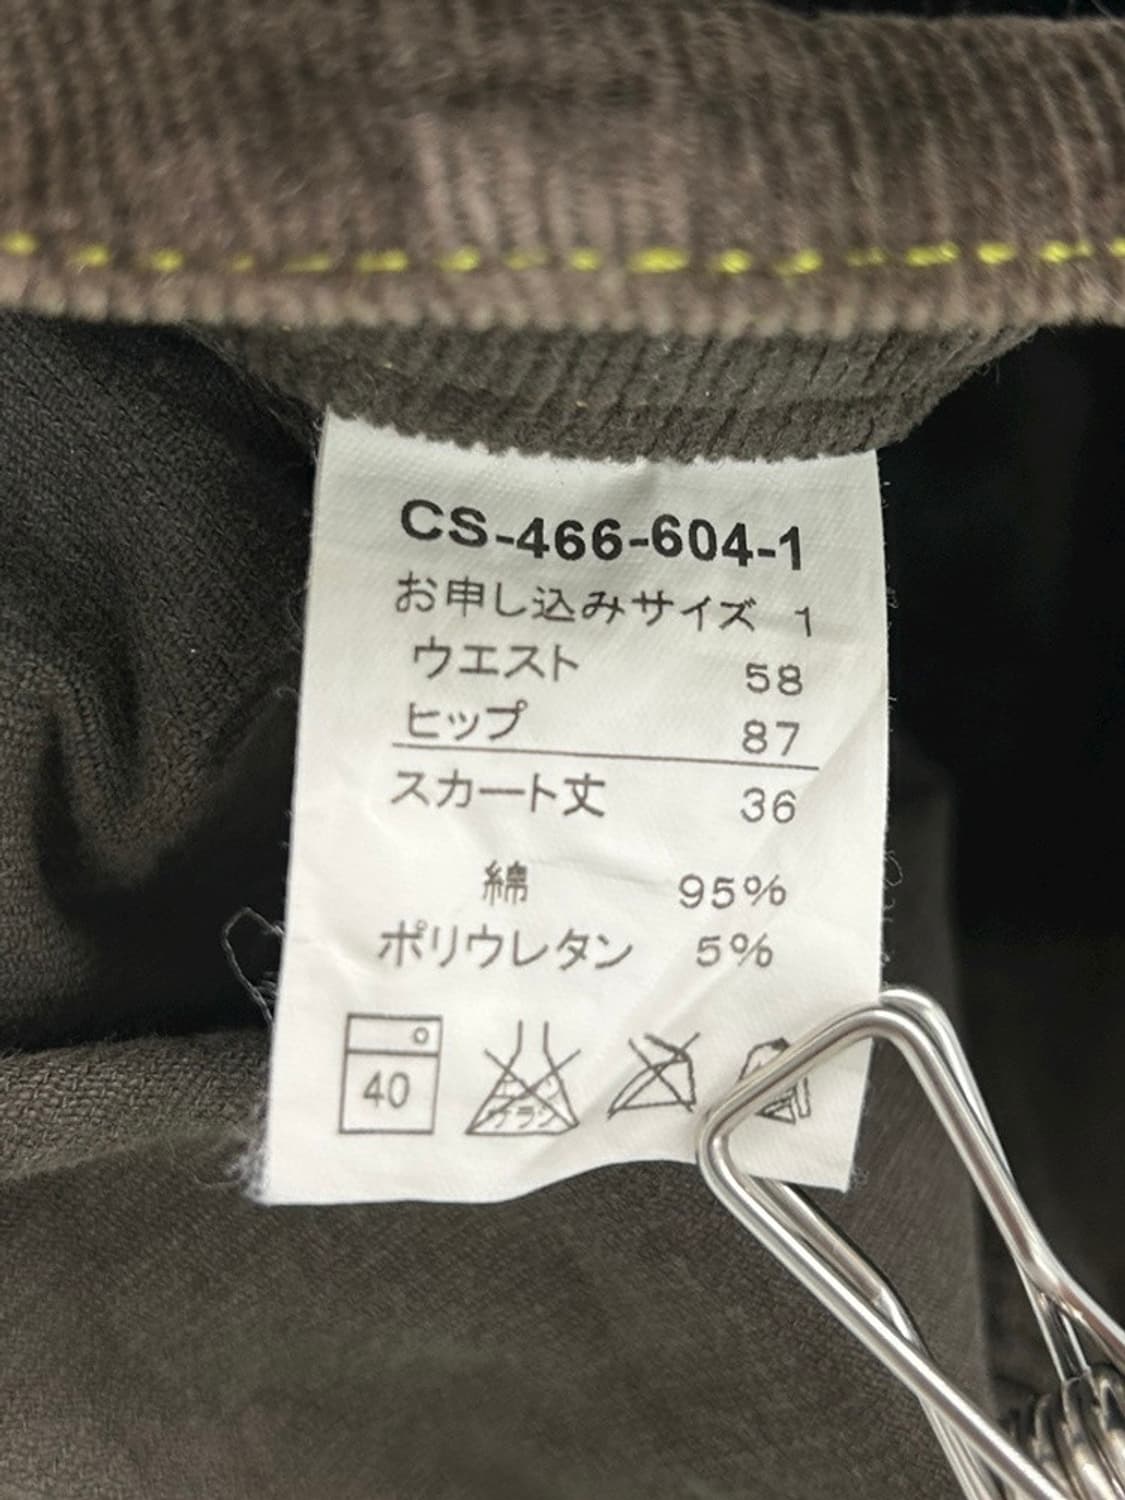 CS-466-604-1
お申し込みサイズ 1
ウエスト 58
ヒップ 87
スカート丈 36
綿 95%
ポリウレタン 5%
40